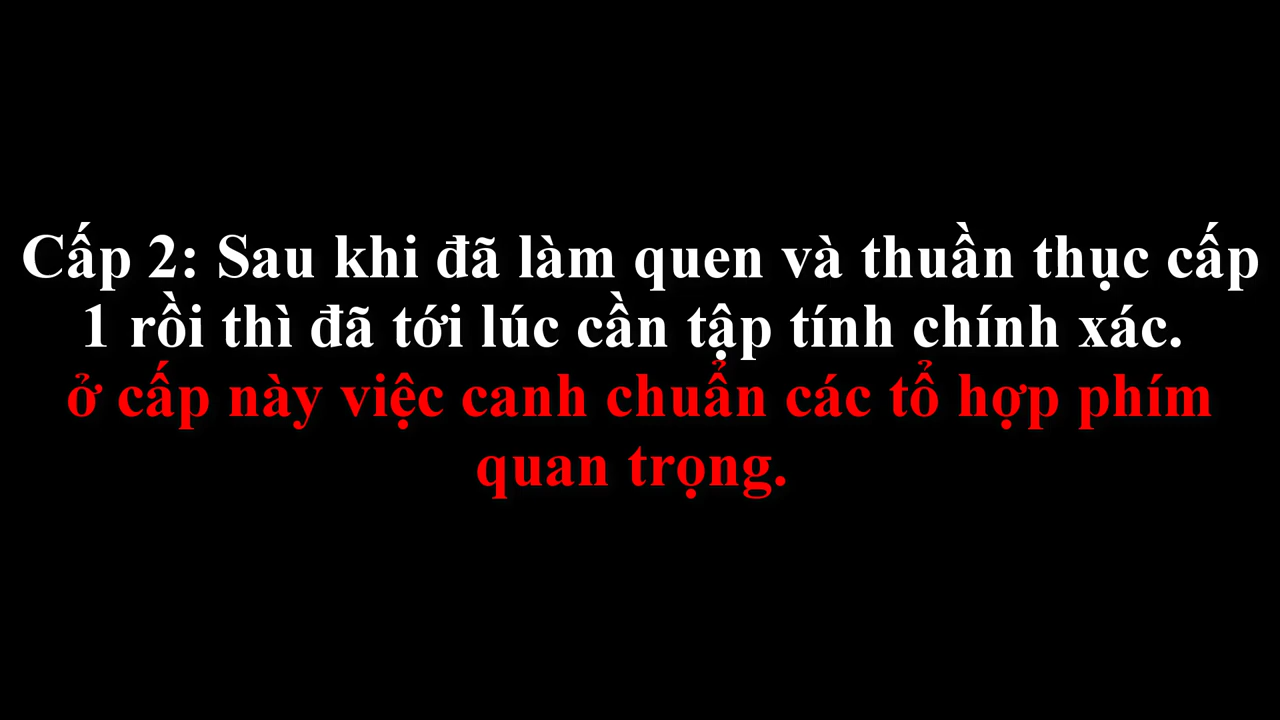 Cấp 2: Sau khi đã làm quen và thuần thục cấp
1 rồi thì đã tới lúc cần tập tính chính xác.
ở cấp này việc canh chuẩn các tổ hợp phím
quan trọng.